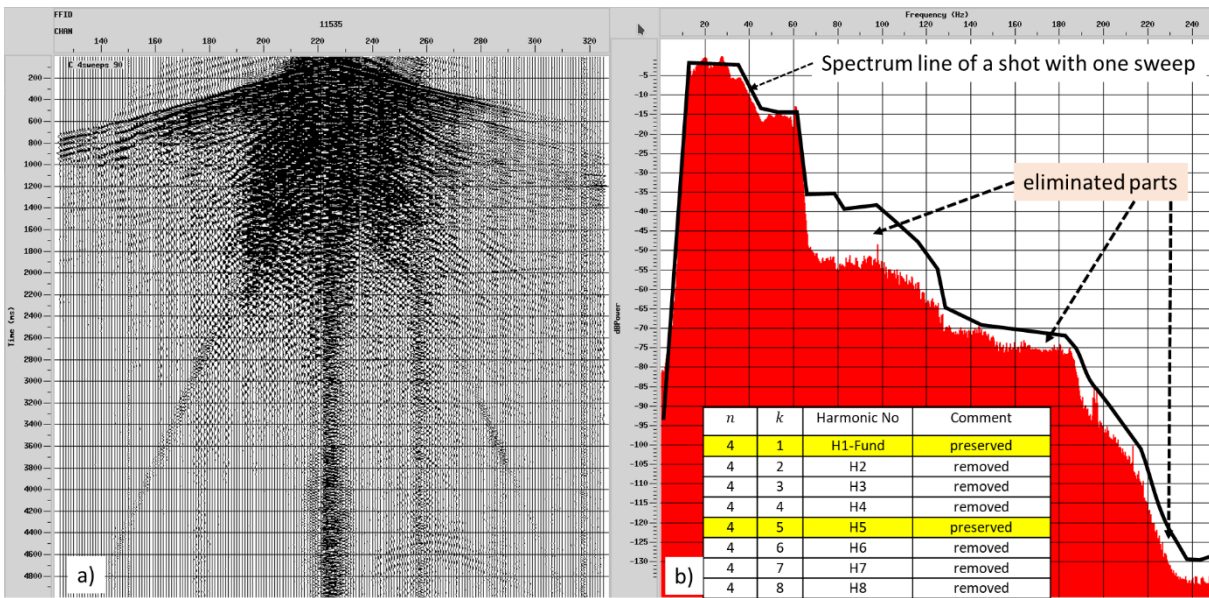 FFID
11535
CHAN
140 160 180 200 220 240 260 280 300 320
C 4sweeps 90
200
400
600
800
1000
1200
1400
1600
1800
2000
2200
2400
2600
2800
3000
3200
3400
3600
3800
4000
4200
4400
4600
4800
Time (ms)
a)
Frequency (Hz)
20 40 60 80 100 120 140 160 180 200 220 240
Spectrum line of a shot with one sweep
eliminated parts
-5
-10
-15
-20
-25
-30
-35
-40
-45
-50
-55
-60
-65
-70
-75
-80
-85
-90
-95
-100
-105
-110
-115
-120
-125
-130
dBPower
n k Harmonic No Comment
4 1 H1-Fund preserved
4 2 H2 removed
4 3 H3 removed
4 4 H4 removed
4 5 H5 preserved
4 6 H6 removed
4 7 H7 removed
4 8 H8 removed
b)